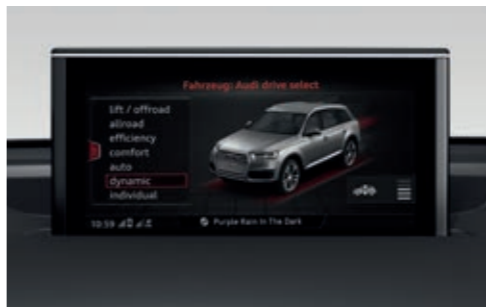 Fahrzeug: Audi drive select
lift / offroad
allroad
efficiency
comfort
auto
dynamic
individual
10:59
Purple Rain In The Dark